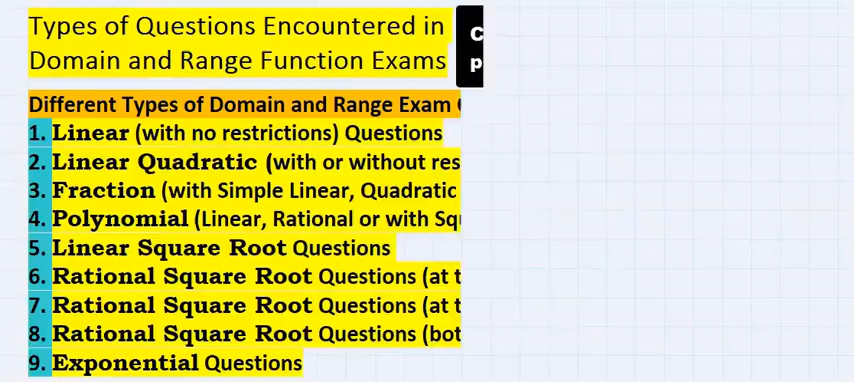 Types of Questions Encountered in
Domain and Range Function Exams
Different Types of Domain and Range Exam
1. Linear (with no restrictions) Questions
2. Linear Quadratic (with or without
3. Fraction (with Simple Linear, Quadratic
4. Polynomial (Linear, Rational or with
5. Linear Square Root Questions
6. Rational Square Root Questions (at
7. Rational Square Root Questions (at
8. Rational Square Root Questions
9. Exponential Questions